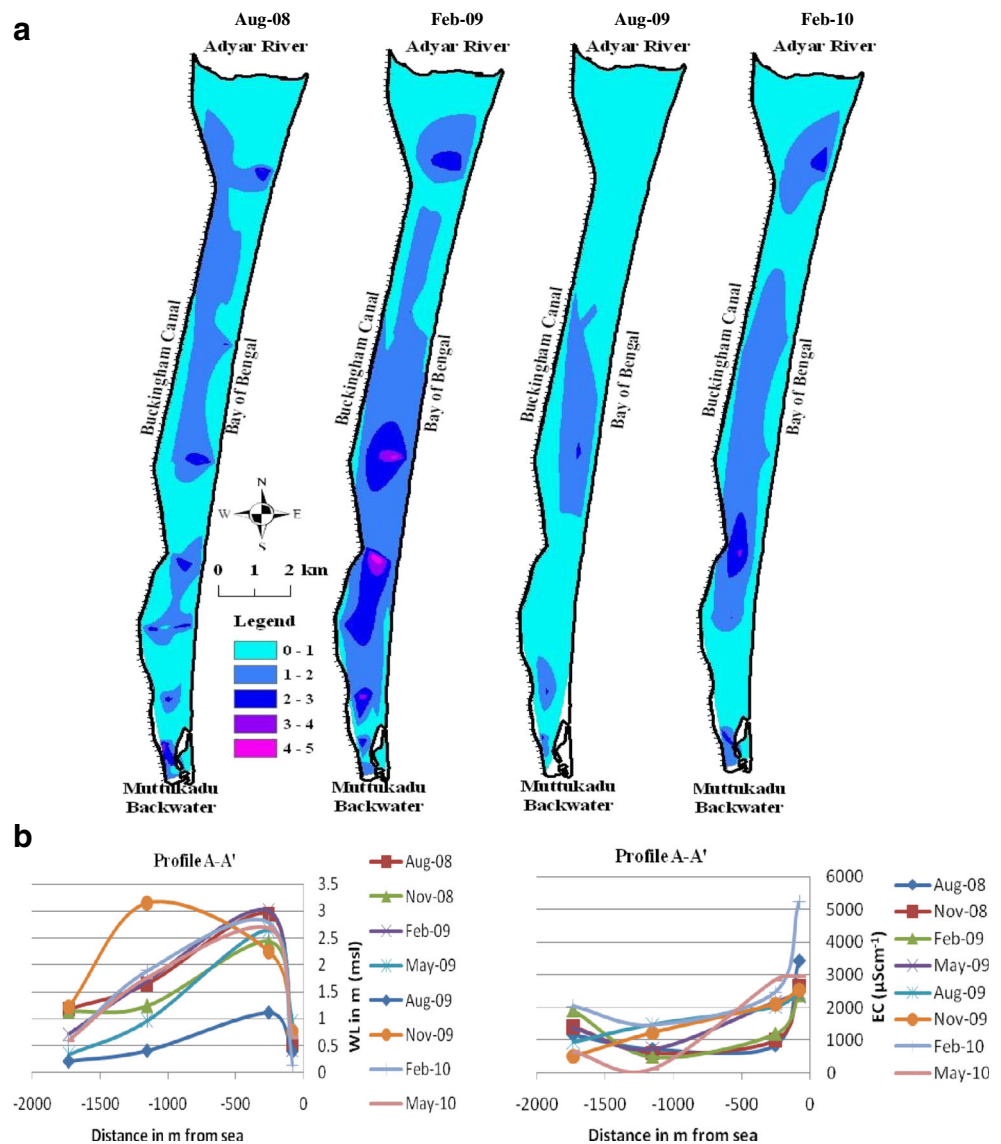 a
Aug-08
Feb-09
Aug-09
Feb-10
Adyar River
Adyar River
Adyar River
Adyar River
Buckingham Canal
Bay of Bengal
Buckingham Canal
Bay of Bengal
Buckingham Canal
Bay of Bengal
Buckingham Canal
Bay of Bengal
N
W
E
S
0 1 2 km
Legend
0 - 1
1 - 2
2 - 3
3 - 4
4 - 5
Muttukadu
Backwater
Muttukadu
Backwater
Muttukadu
Backwater
Muttukadu
Backwater
b
Profile A-A'
3.5
3
2.5
2
1.5
1
0.5
0
WL in m (msl)
-2000 -1500 -1000 -500 0
Distance in m from sea
Aug-08
Nov-08
Feb-09
May-09
Aug-09
Nov-09
Feb-10
May-10
Profile A-A'
6000
5000
4000
3000
2000
1000
0
EC (µScm⁻¹)
-2000 -1500 -1000 -500 0
Distance in m from sea
Aug-08
Nov-08
Feb-09
May-09
Aug-09
Nov-09
Feb-10
May-10